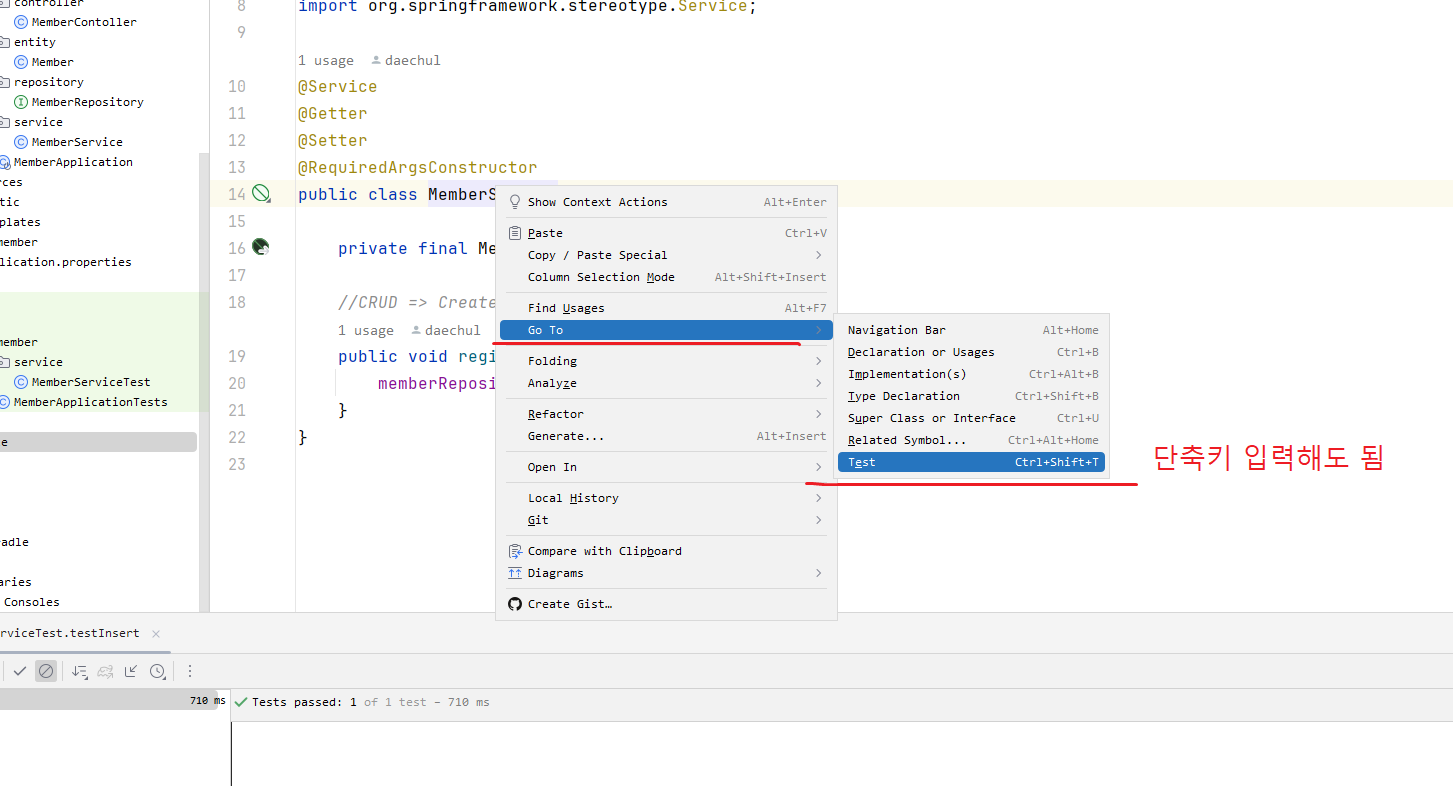 controller
MemberContoller
entity
Member
repository
MemberRepository
service
MemberService
MemberApplication
rces
tic
plates
member
lication.properties
member
service
MemberServiceTest
MemberApplicationTests
e
adle
aries
Consoles
8 import org.springframework.stereotype.Service;
9
1 usage daechul
10 @Service
11 @Getter
12 @Setter
13 @RequiredArgsConstructor
14 public class MemberS
15
16 private final Me
17
18 //CRUD => Create
1 usage daechul
19 public void regi
20 memberReposi
21 }
22 }
23
Show Context Actions Alt+Enter
Paste Ctrl+V
Copy / Paste Special
Column Selection Mode Alt+Shift+Insert
Find Usages Alt+F7
Go To
Folding
Analyze
Refactor
Generate... Alt+Insert
Open In
Local History
Git
Compare with Clipboard
Diagrams
Create Gist...
Navigation Bar Alt+Home
Declaration or Usages Ctrl+B
Implementation(s) Ctrl+Alt+B
Type Declaration Ctrl+Shift+B
Super Class or Interface Ctrl+U
Related Symbol... Ctrl+Alt+Home
Test Ctrl+Shift+T
단축키 입력해도 됨
rviceTest.testInsert
710 ms
Tests passed: 1 of 1 test – 710 ms